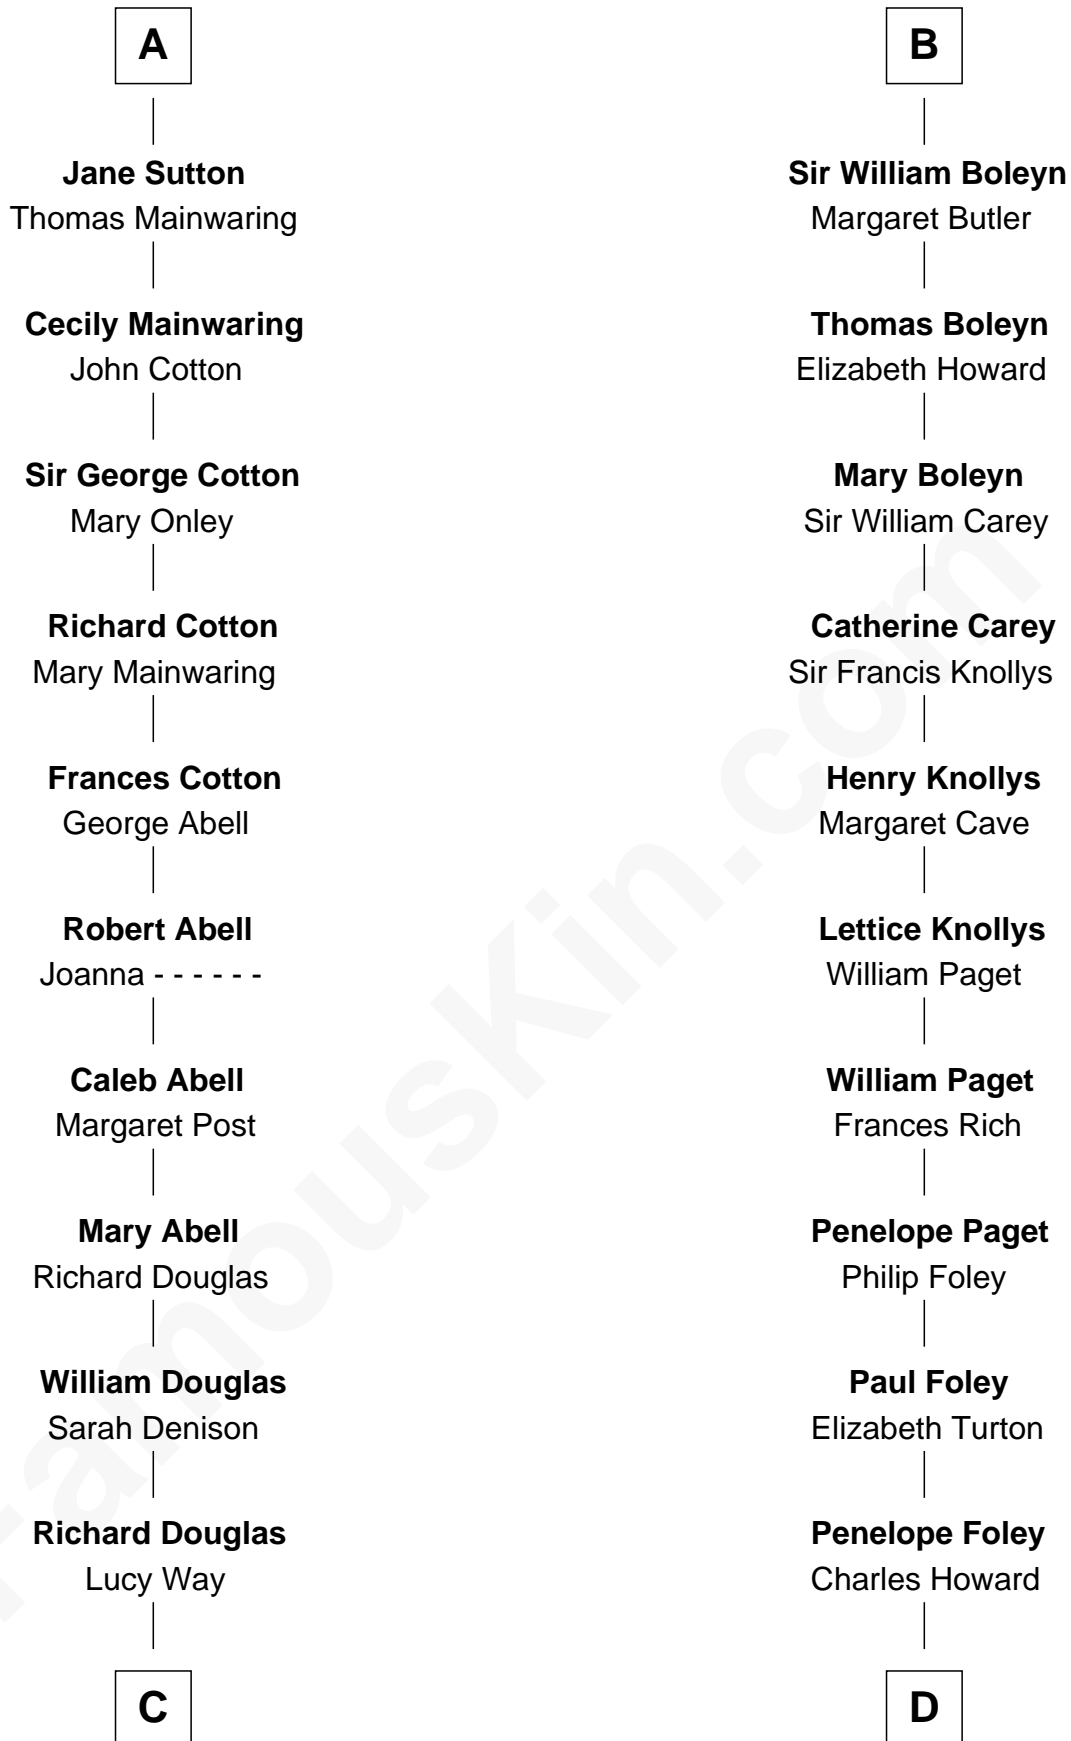 A
Jane Sutton
Thomas Mainwaring
Cecily Mainwaring
John Cotton
Sir George Cotton
Mary Onley
Richard Cotton
Mary Mainwaring
Frances Cotton
George Abell
Robert Abell
Joanna - - - - - -
Caleb Abell
Margaret Post
Mary Abell
Richard Douglas
William Douglas
Sarah Denison
Richard Douglas
Lucy Way
C
B
Sir William Boleyn
Margaret Butler
Thomas Boleyn
Elizabeth Howard
Mary Boleyn
Sir William Carey
Catherine Carey
Sir Francis Knollys
Henry Knollys
Margaret Cave
Lettice Knollys
William Paget
William Paget
Frances Rich
Penelope Paget
Philip Foley
Paul Foley
Elizabeth Turton
Penelope Foley
Charles Howard
D
FamousKin.com